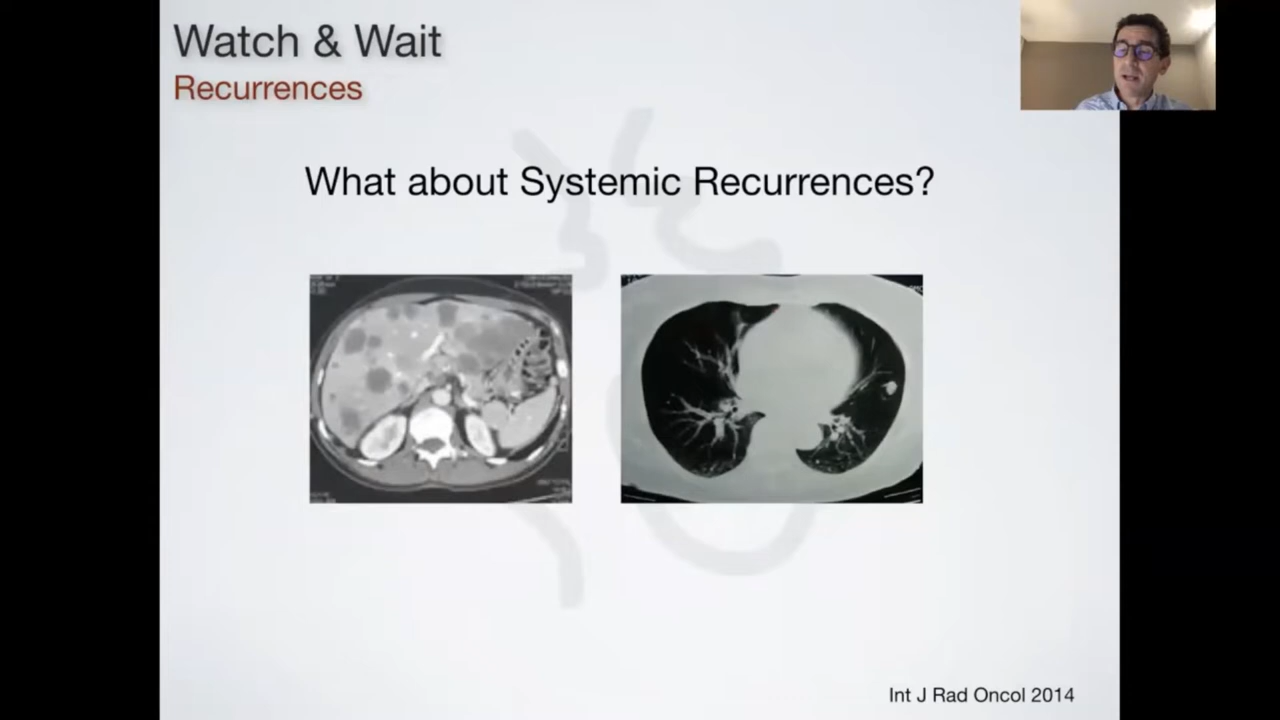 Watch & Wait
Recurrences
What about Systemic Recurrences?
Int J Rad Oncol 2014